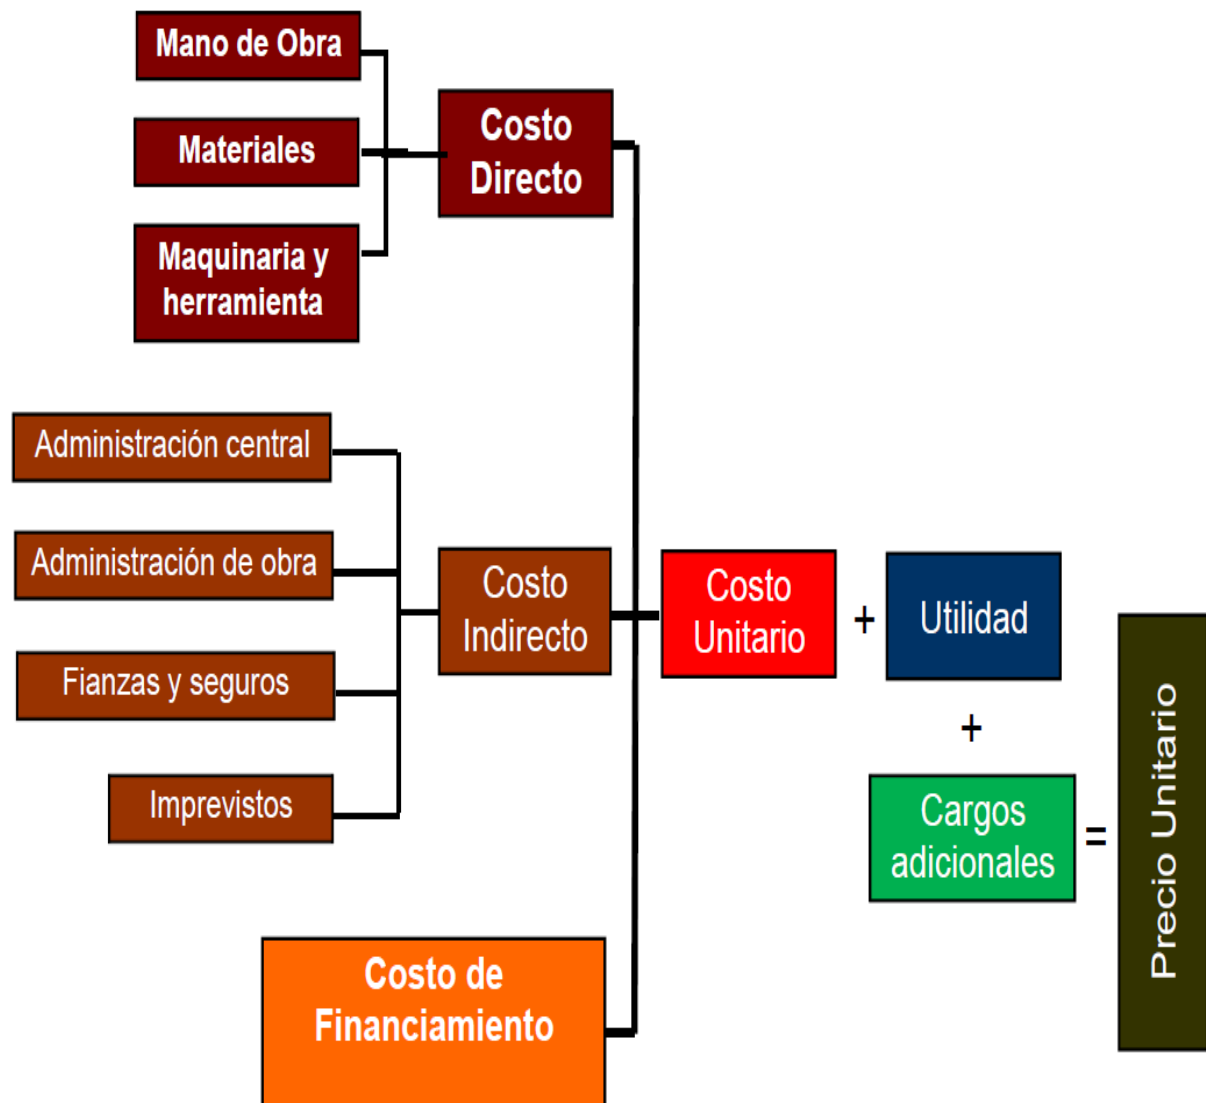 Mano de Obra
Materiales
Maquinaria y
herramienta
Costo
Directo
Administración central
Administración de obra
Fianzas y seguros
Imprevistos
Costo
Indirecto
Costo de
Financiamiento
Costo
Unitario
+
Utilidad
+
Cargos
adicionales
=
Precio Unitario